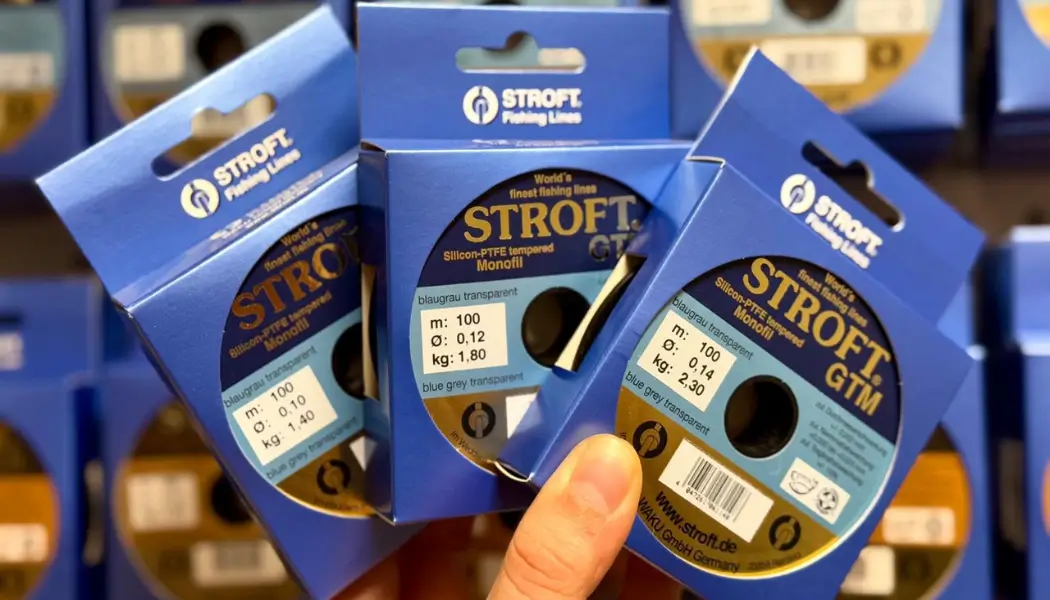 STROFT
Fishing Lines
World's
finest fishing lines
STRO
Silicon-PTFE tempered
Monofil
blaugrau transparent
m: 100
Ø: 0,10
kg: 1,40
blue grey transparent
STROFT.
Fishing Lines
World's
finest fishing lines
STROFT.
GTM
Silicon-PTFE tempered
Monofil
blaugrau transparent
m: 100
Ø: 0,12
kg: 1,80
blue grey transparent
STROFT.
Fishing Lines
World's
finest fishing lines
STROFT®
GTM
Silicon-PTFE tempered
Monofil
blaugrau transparent
m: 100
Ø: 0,14
kg: 2,30
blue grey transparent
www.stroft.de
WAKU GmbH Germany